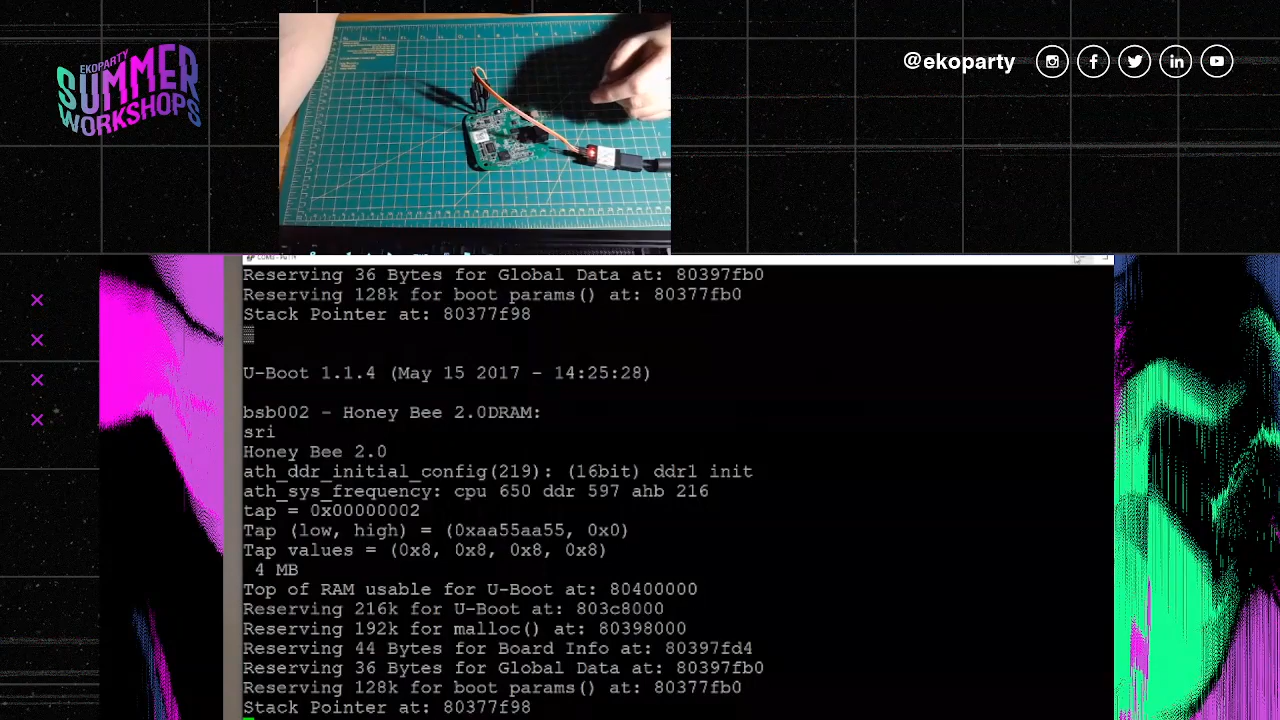 EKOPARTY
SUMMER
WORKSHOPS
@ekoparty
Reserving 36 Bytes for Global Data at: 80397fb0
Reserving 128k for boot params() at: 80377fb0
Stack Pointer at: 80377f98
U-Boot 1.1.4 (May 15 2017 - 14:25:28)
bsb002 - Honey Bee 2.0DRAM:
sri
Honey Bee 2.0
ath_ddr_initial_config(219): (16bit) ddr1 init
ath_sys_frequency: cpu 650 ddr 597 ahb 216
tap = 0x00000002
Tap (low, high) = (0xaa55aa55, 0x0)
Tap values = (0x8, 0x8, 0x8, 0x8)
4 MB
Top of RAM usable for U-Boot at: 80400000
Reserving 216k for U-Boot at: 803c8000
Reserving 192k for malloc() at: 80398000
Reserving 44 Bytes for Board Info at: 80397fd4
Reserving 36 Bytes for Global Data at: 80397fb0
Reserving 128k for boot params() at: 80377fb0
Stack Pointer at: 80377f98